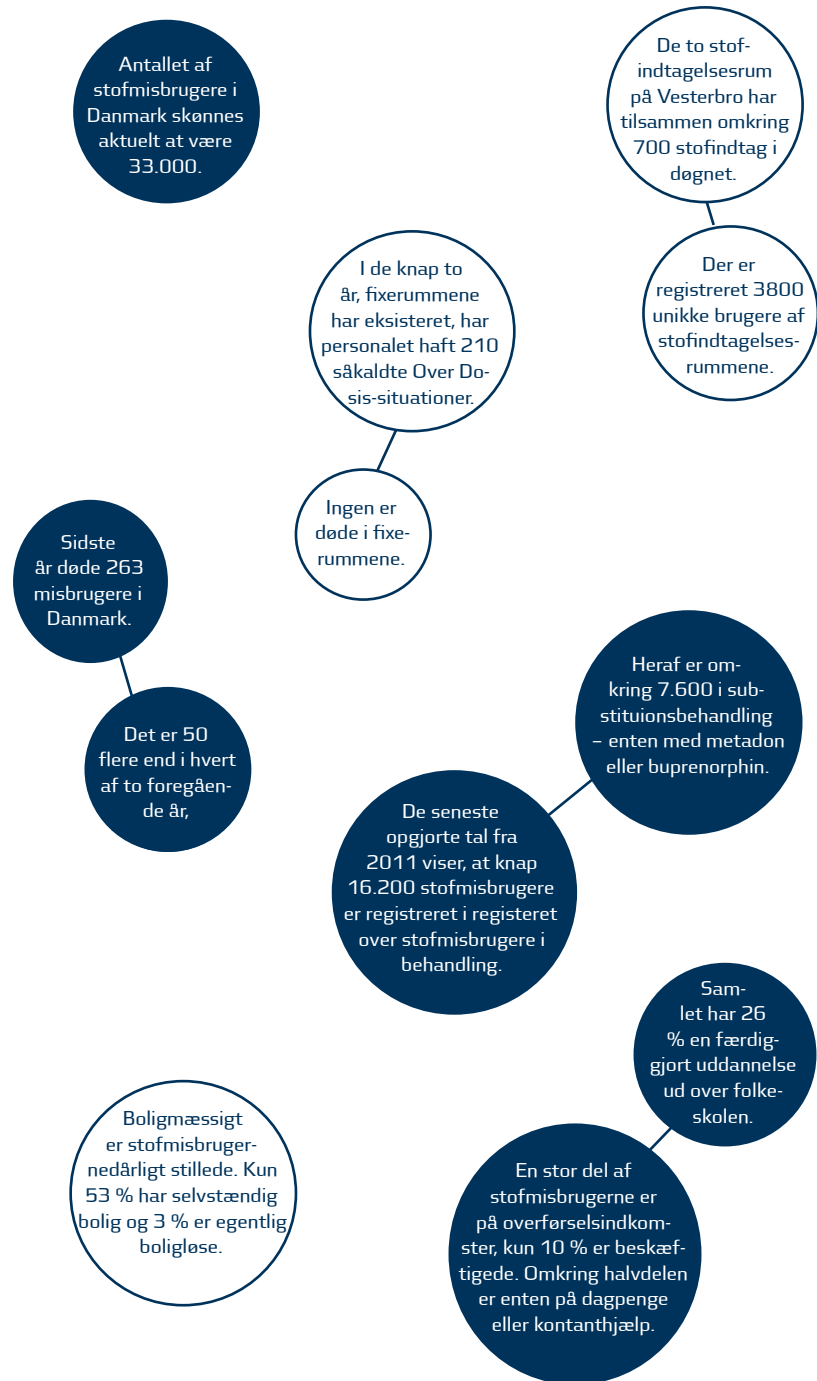 Antallet af
stofmisbrugere i
Danmark skønnes
aktuelt at være
33.000.
De to stof-
indtagelsesrum
på Vesterbro har
tilsammen omkring
700 stofindtag i
døgnet.
Der er
registreret 3800
unikke brugere af
stofindtagelses-
rummene.
I de knap to
år, fixerummene
har eksisteret, har
personalet haft 210
såkaldte Over Do-
sis-situationer.
Ingen er
døde i fixe-
rummene.
Sidste
år døde 263
misbrugere i
Danmark.
Det er 50
flere end i hvert
af to foregåen-
de år,
De seneste
opgjorte tal fra
2011 viser, at knap
16.200 stofmisbrugere
er registreret i registeret
over stofmisbrugere i
behandling.
Heraf er om-
kring 7.600 i sub-
stituionsbehandling
– enten med metadon
eller buprenorphin.
Boligmæssigt
er stofmisbruger-
nedårligt stillede. Kun
53 % har selvstændig
bolig og 3 % er egentlig
boligløse.
En stor del af
stofmisbrugerne er
på overførselsindkom-
ster, kun 10 % er beskæf-
tigede. Omkring halvdelen
er enten på dagpenge
eller kontanthjælp.
Sam-
let har 26
% en færdig-
gjort uddannelse
ud over folke-
skolen.